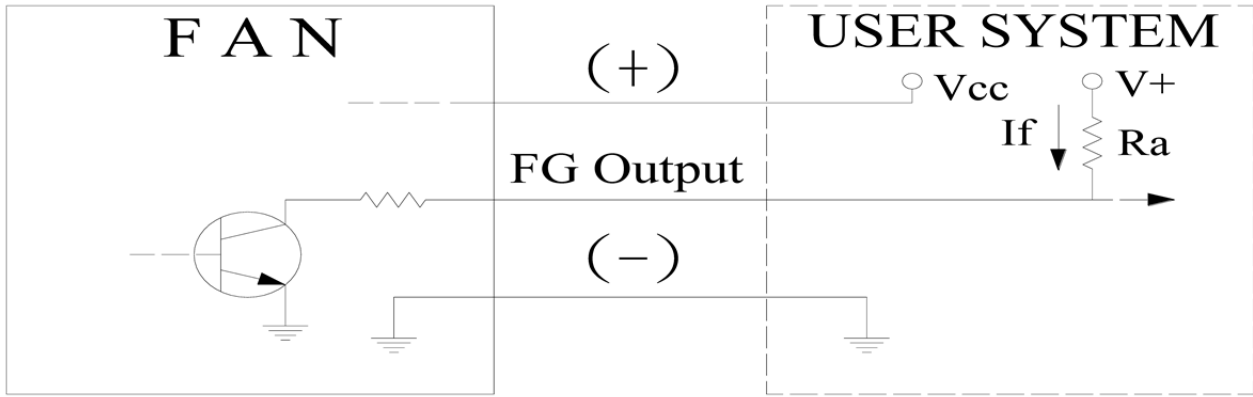 F A N
USER SYSTEM
(+)
Vcc
V+
If
Ra
FG Output
(-)